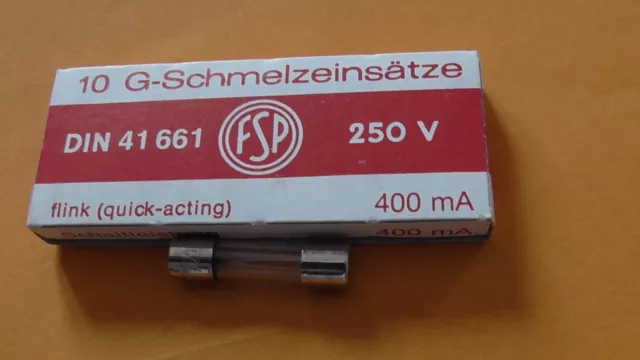 10 G-Schmelzeinsätze
DIN 41 661 FSP 250 V
flink (quick-acting) 400 mA
400 mA